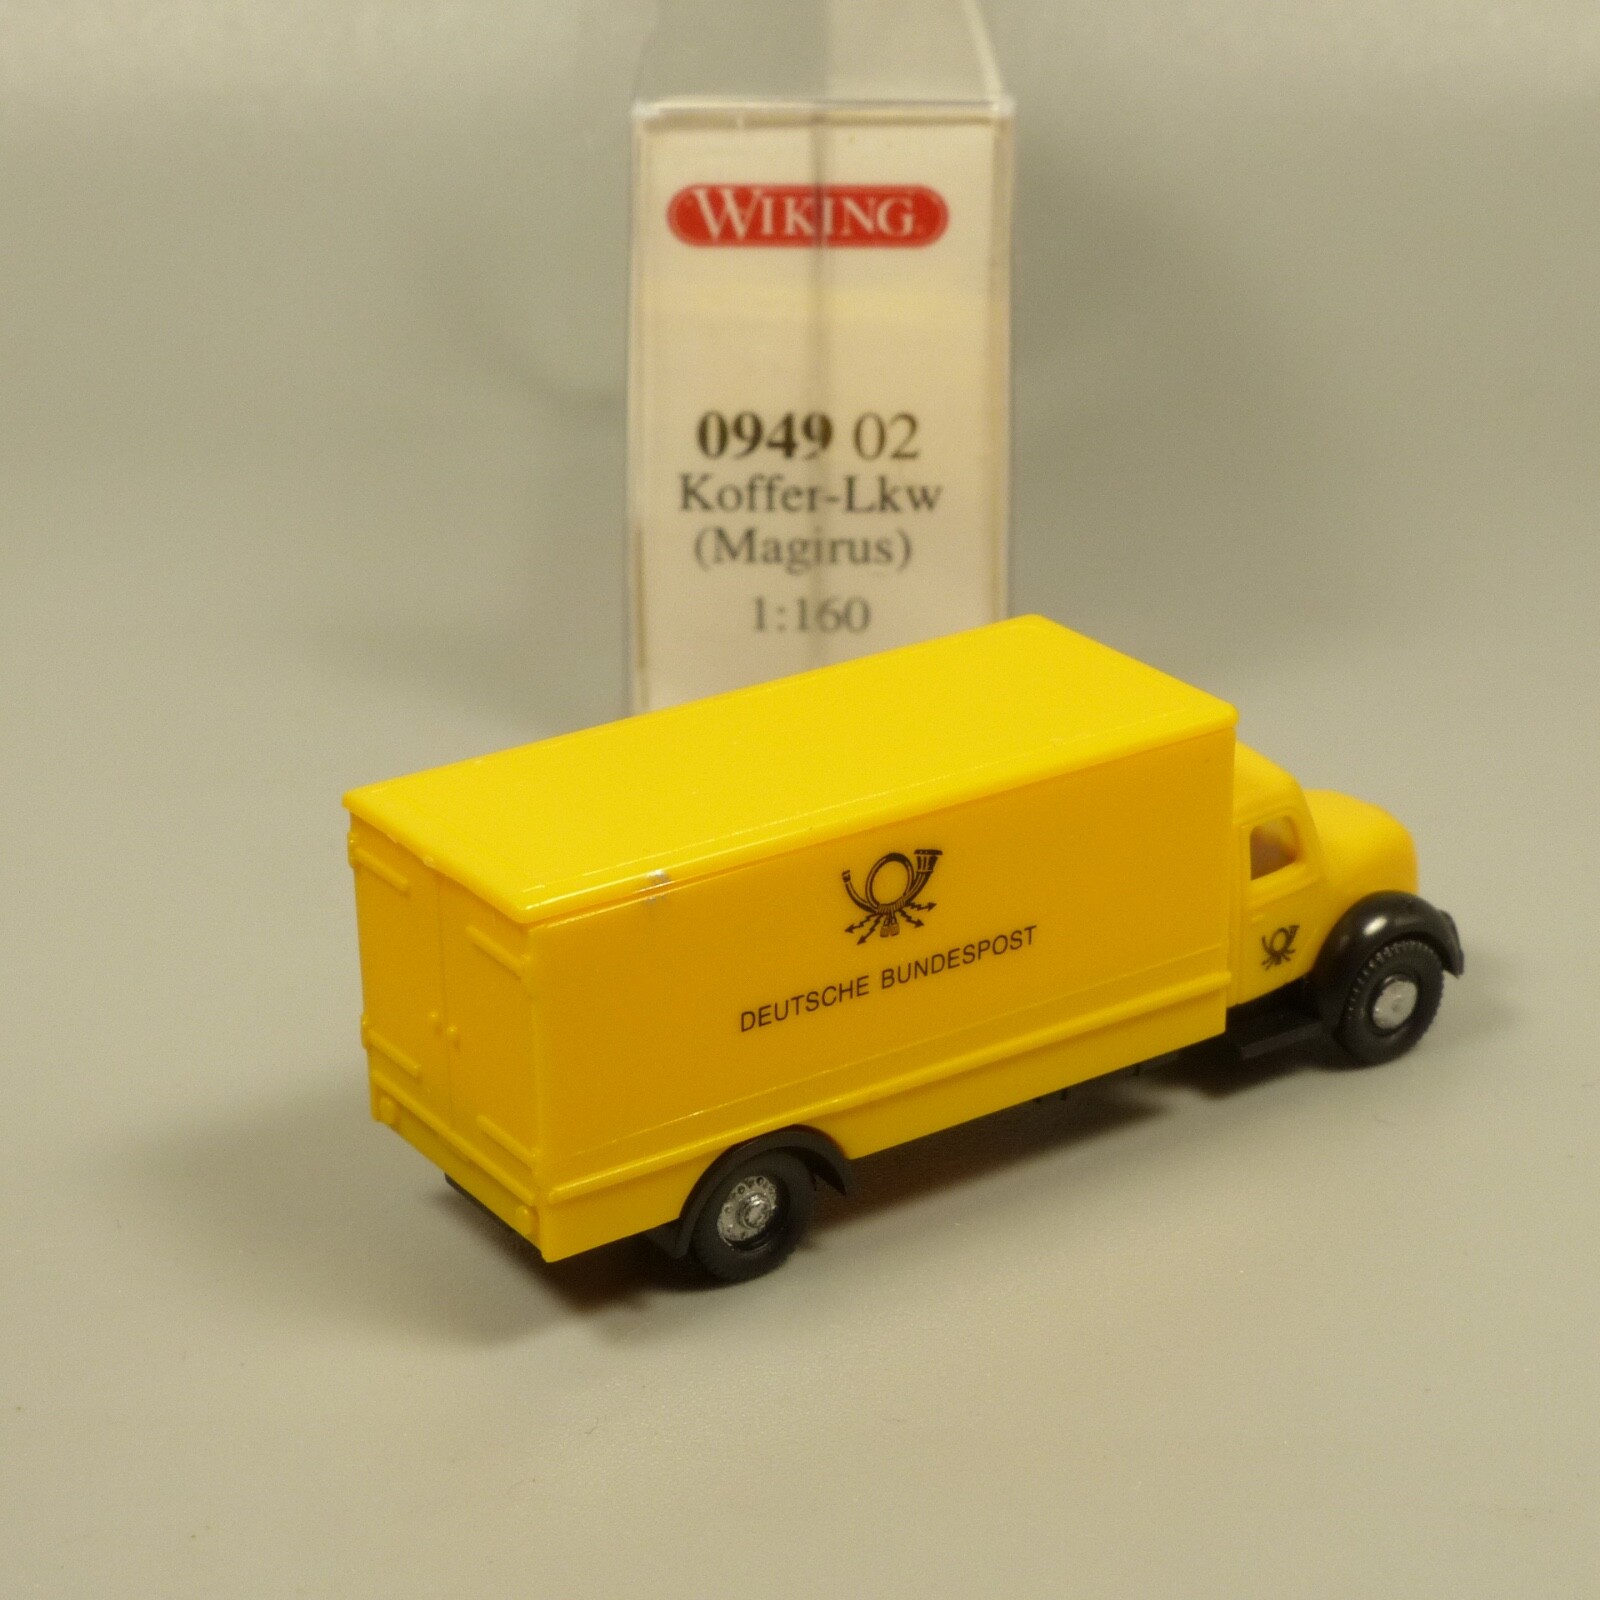 WIKING
0949 02
Koffer-Lkw
(Magirus)
1:160
DEUTSCHE BUNDESPOST